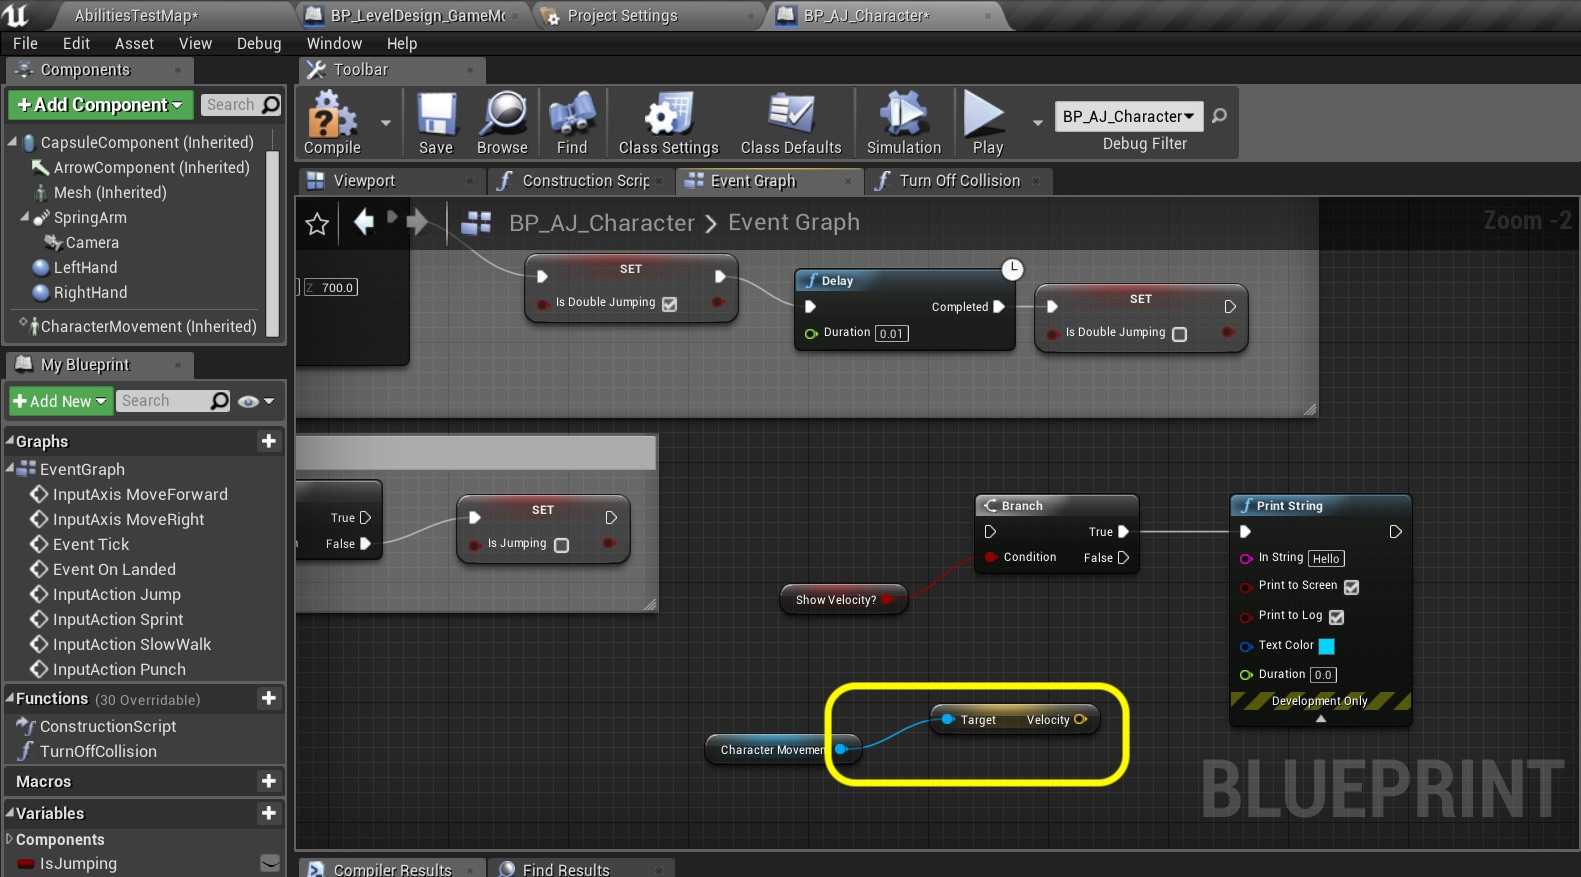 AbilitiesTestMap*
BP_LevelDesign_GameMo
Project Settings
BP_AJ_Character*
File Edit Asset View Debug Window Help
Components
Toolbar
+Add Component
Search
CapsuleComponent (Inherited)
ArrowComponent (Inherited)
Mesh (Inherited)
SpringArm
Camera
LeftHand
RightHand
CharacterMovement (Inherited)
Compile
Save
Browse
Find
Class Settings
Class Defaults
Simulation
Play
BP_AJ_Character
Debug Filter
Viewport
Construction Scrip
Event Graph
Turn Off Collision
BP_AJ_Character > Event Graph
Zoom -2
My Blueprint
+Add New
Search
Graphs
EventGraph
InputAxis MoveForward
InputAxis MoveRight
Event Tick
Event On Landed
InputAction Jump
InputAction Sprint
InputAction SlowWalk
InputAction Punch
Functions (30 Overridable)
ConstructionScript
TurnOffCollision
Macros
Variables
Components
IsJumping
Z 700.0
SET
Is Double Jumping
Delay
Completed
Duration 0.01
SET
Is Double Jumping
True
False
SET
Is Jumping
Branch
True
Condition False
Show Velocity?
Print String
In String Hello
Print to Screen
Print to Log
Text Color
Duration 0.0
Development Only
Target Velocity
Character Movemen
BLUEPRINT
Compiler Results
Find Results